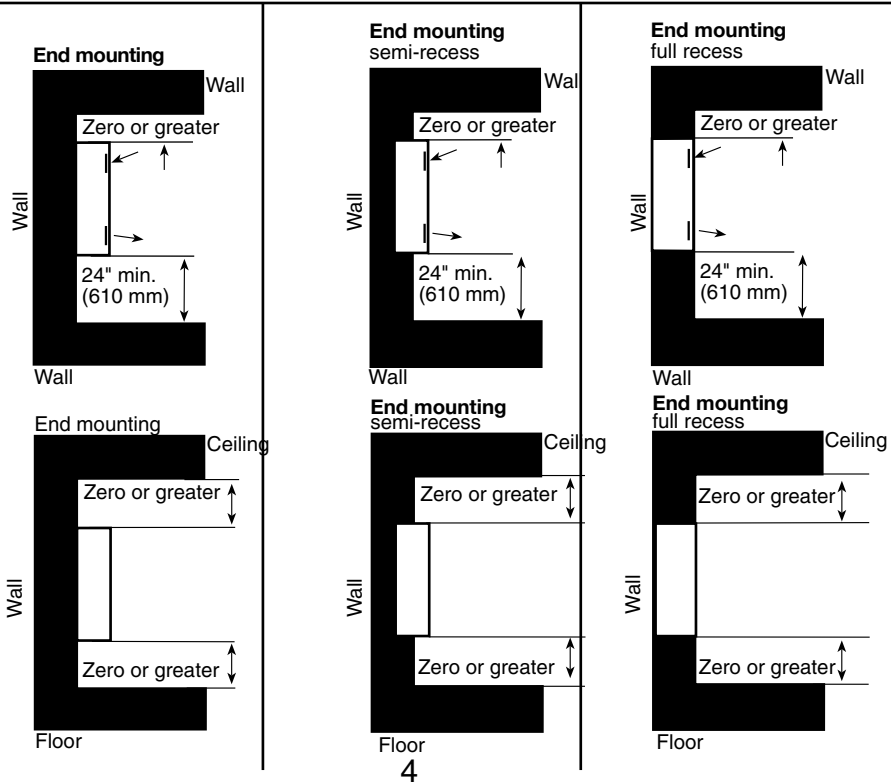 End mounting
Wall
Zero or greater
Wall
24" min.
(610 mm)
Wall
End mounting
semi-recess
Wall
Zero or greater
Wall
24" min.
(610 mm)
Wall
End mounting
full recess
Wall
Zero or greater
Wall
24" min.
(610 mm)
Wall
End mounting
Ceiling
Zero or greater
Wall
Zero or greater
Floor
End mounting
semi-recess
Ceiling
Zero or greater
Wall
Zero or greater
Floor
End mounting
full recess
Ceiling
Zero or greater
Wall
Zero or greater
Floor
4